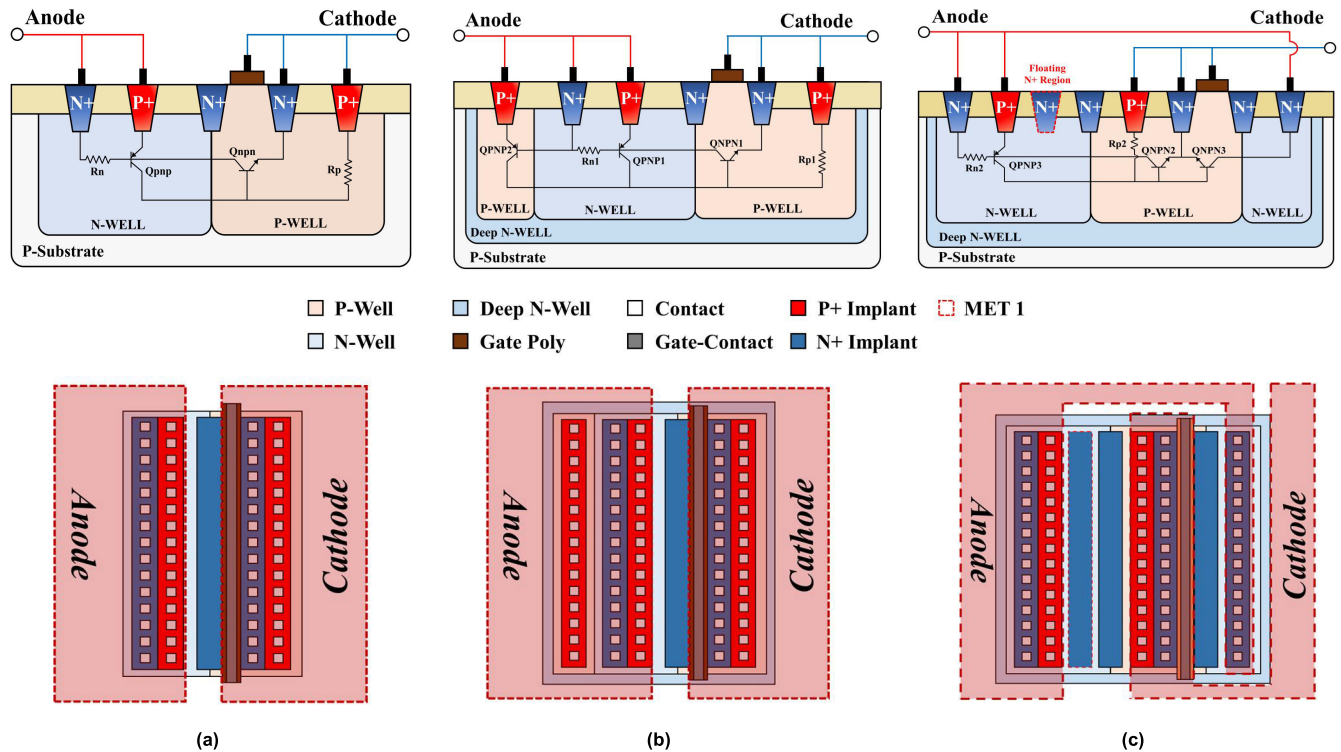 Anode
Cathode
N+
P+
N+
N+
P+
Rn
Qpnp
Qnpn
Rp
N-WELL
P-WELL
P-Substrate
Anode
Cathode
P+
N+
P+
N+
N+
P+
QPNP2
Rn1
QPNP1
QNPN1
Rp1
P-WELL
N-WELL
P-WELL
Deep N-WELL
P-Substrate
Anode
Cathode
Floating
N+ Region
N+
P+
N+
N+
P+
N+
N+
N+
Rn2
QPNP3
Rp2
QNPN2
QNPN3
N-WELL
P-WELL
N-WELL
Deep N-WELL
P-Substrate
P-Well
Deep N-Well
Contact
P+ Implant
MET 1
N-Well
Gate Poly
Gate-Contact
N+ Implant
Anode
Cathode
Anode
Cathode
Anode
Cathode
(a)
(b)
(c)